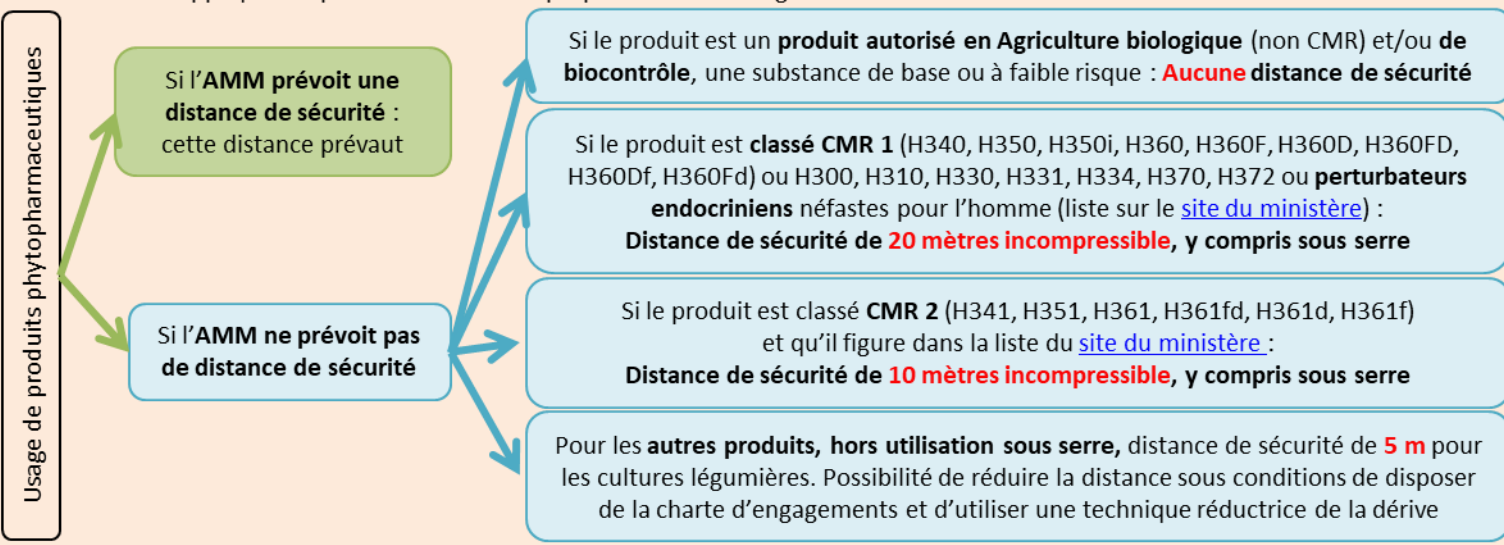 Usage de produits phytopharmaceutiques
Si l’AMM prévoit une
distance de sécurité :
cette distance prévaut
Si l’AMM ne prévoit pas
de distance de sécurité
Si le produit est un produit autorisé en Agriculture biologique (non CMR) et/ou de
biocontrôle, une substance de base ou à faible risque : Aucune distance de sécurité
Si le produit est classé CMR 1 (H340, H350, H350i, H360, H360F, H360D, H360FD,
H360Df, H360Fd) ou H300, H310, H330, H331, H334, H370, H372 ou perturbateurs
endocriniens néfastes pour l’homme (liste sur le site du ministère) :
Distance de sécurité de 20 mètres incompressible, y compris sous serre
Si le produit est classé CMR 2 (H341, H351, H361, H361fd, H361d, H361f)
et qu’il figure dans la liste du site du ministère :
Distance de sécurité de 10 mètres incompressible, y compris sous serre
Pour les autres produits, hors utilisation sous serre, distance de sécurité de 5 m pour
les cultures légumières. Possibilité de réduire la distance sous conditions de disposer
de la charte d’engagements et d’utiliser une technique réductrice de la dérive